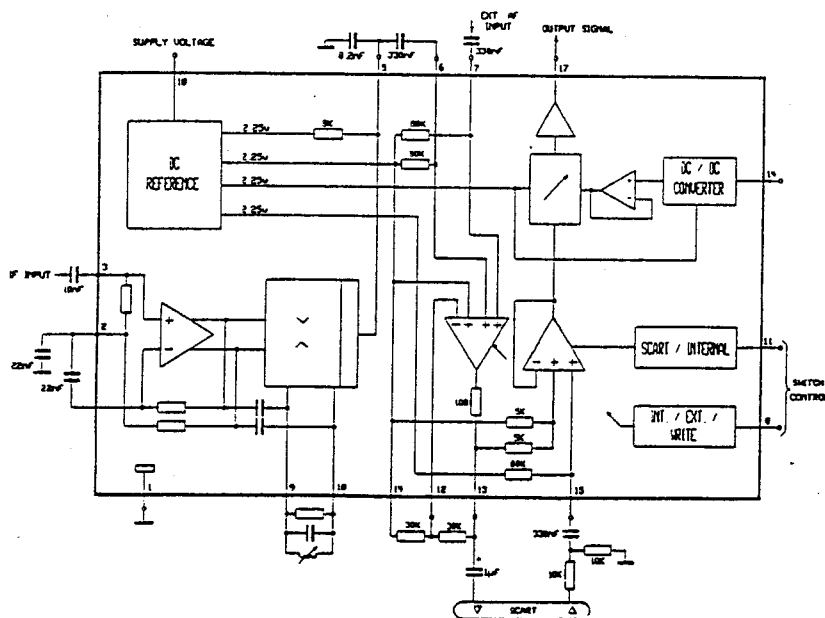 EXT AF
INPUT
OUTPUT SIGNAL
SUPPLY VOLTAGE
8.2nF
330nF
330nF
5
6
7
17
18
2.25v
5K
80K
2.25v
DC
REFERENCE
2.25v
2.25v
DC / DC
CONVERTER
IF INPUT
3
10nF
2
22nF
22nF
+
-
-
+
+
+
-
+
+
SCART / INTERNAL
11
SWITCH
CONTROL
INT. / EXT. /
WRITE
5K
5K
80K
1
9
10
14
12
13
15
30K
30K
330nF
10K
10K
+
1µF
SCART